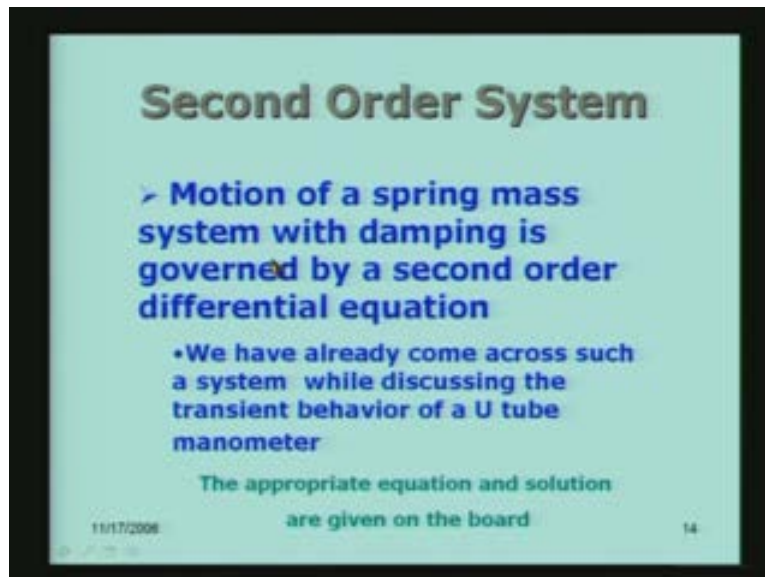 Second Order System
➢ Motion of a spring mass
system with damping is
governed by a second order
differential equation
•We have already come across such
a system while discussing the
transient behavior of a U tube
manometer
The appropriate equation and solution
are given on the board
11/17/2006
14